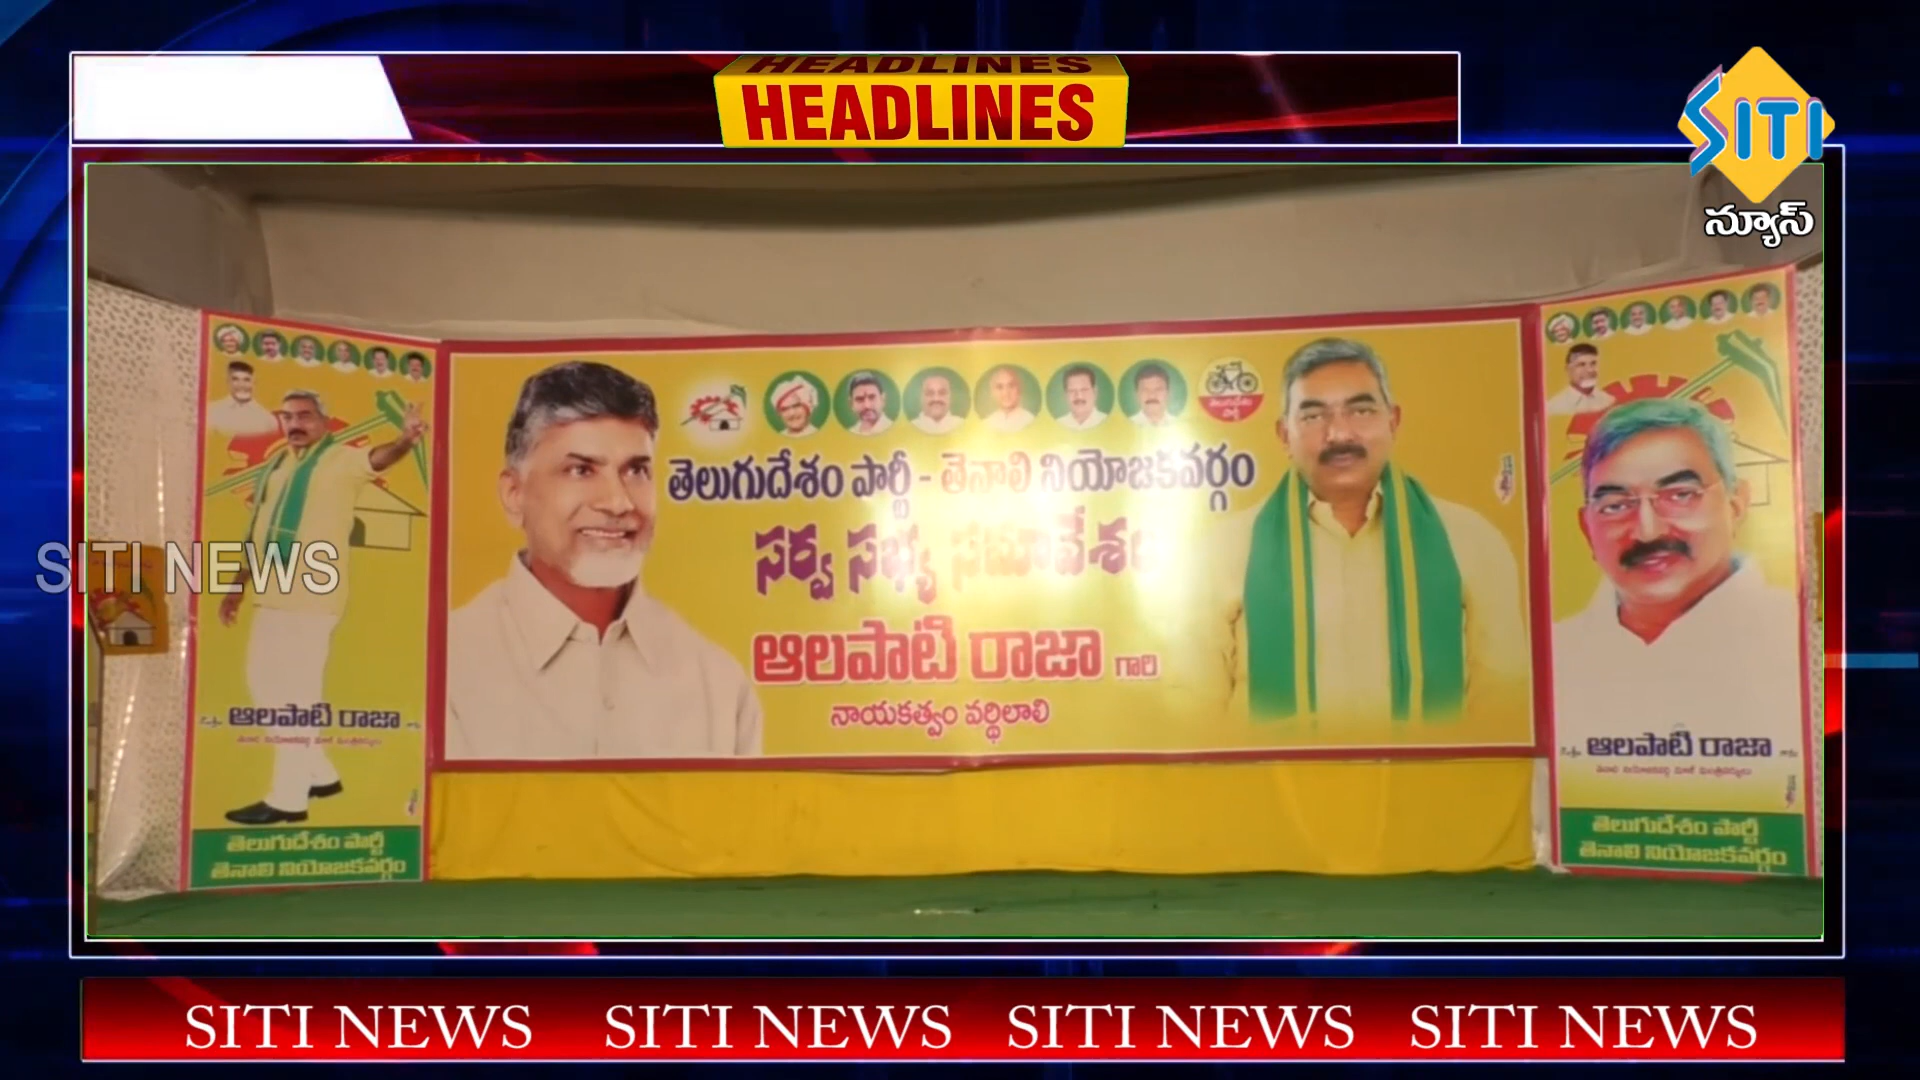 HEADLINES
HEADLINES
SITI
న్యూస్
తెలుగుదేశం పార్టీ - తెనాలి నియోజకవర్గం
సర్వ సభ్య సమావేశం
ఆలపాటి రాజా గారి
నాయకత్వం వర్థిలాలి
SITI NEWS
ఆలపాటి రాజా
తెలుగుదేశం పార్టీ
తెనాలి నియోజకవర్గం
ఆలపాటి రాజా
తెలుగుదేశం పార్టీ
తెనాలి నియోజకవర్గం
SITI NEWS SITI NEWS SITI NEWS SITI NEWS